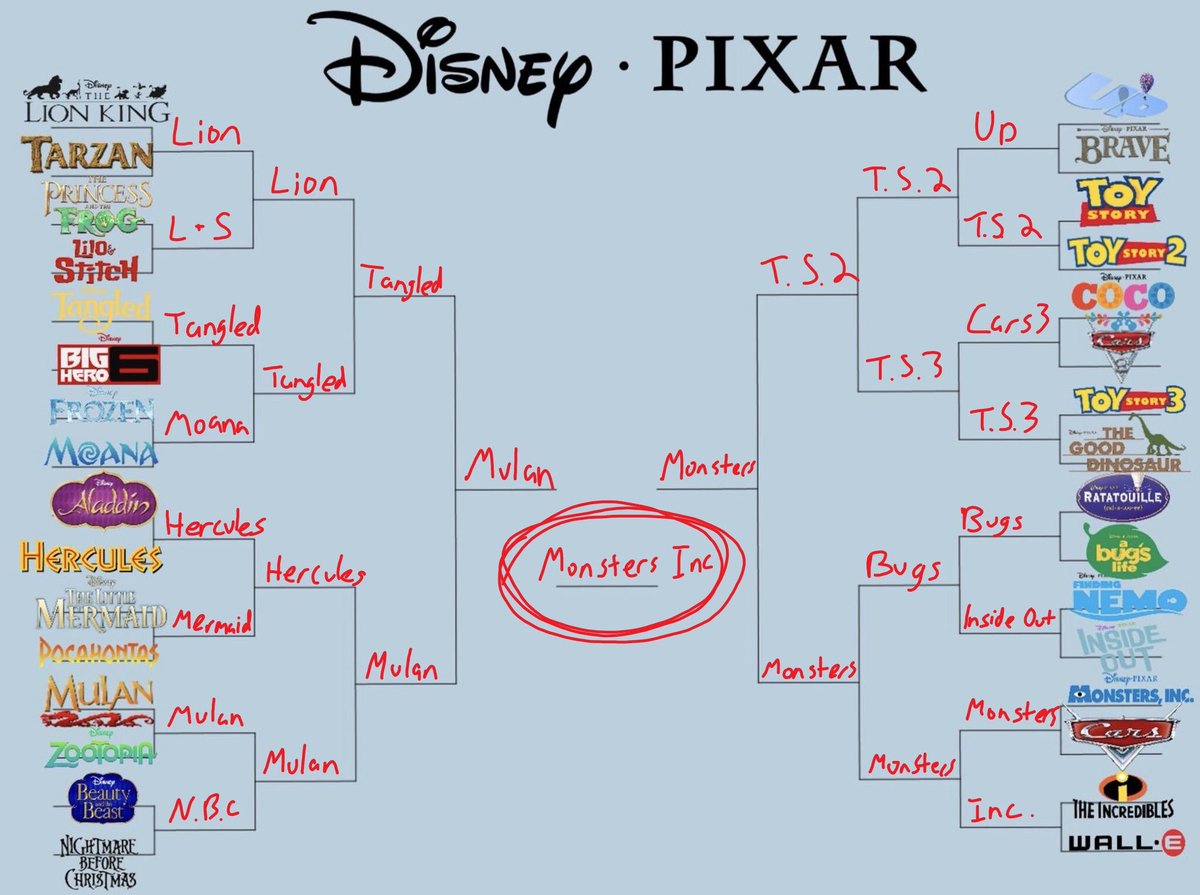 DISNEY · PIXAR
Disney
THE
LION KING
TARZAN
THE
PRINCESS
AND THE
FROG
Lilo &
Stitch
Tangled
Disney
BIG
HERO 6
Disney
FROZEN
MOANA
Disney
Aladdin
HERCULES
Disney
THE LITTLE
MERMAID
POCAHONTAS
MULAN
Disney
ZOOTOPIA
Disney
Beauty
and the
Beast
NIGHTMARE
BEFORE
CHRISTMAS
Lion
L+S
Tangled
Moana
Hercules
Mermaid
Mulan
N.B.C
Lion
Tangled
Hercules
Mulan
Tangled
Mulan
Mulan
Monsters Inc
Monsters
T.S.2
Monsters
T.S.2
T.S.3
Bugs
Monsters
Up
T.S 2
Cars3
T.S.3
Bugs
Inside Out
Monsters
Inc.
UP
DISNEY · PIXAR
BRAVE
TOY
STORY
TOY STORY 2
DISNEY · PIXAR
COCO
Cars
3
TOY STORY 3
THE
GOOD
DINOSAUR
RATATOUILLE
a
bug's
life
FINDING
NEMO
INSIDE
OUT
DISNEY · PIXAR
MONSTERS, INC.
Cars
THE INCREDIBLES
WALL·E